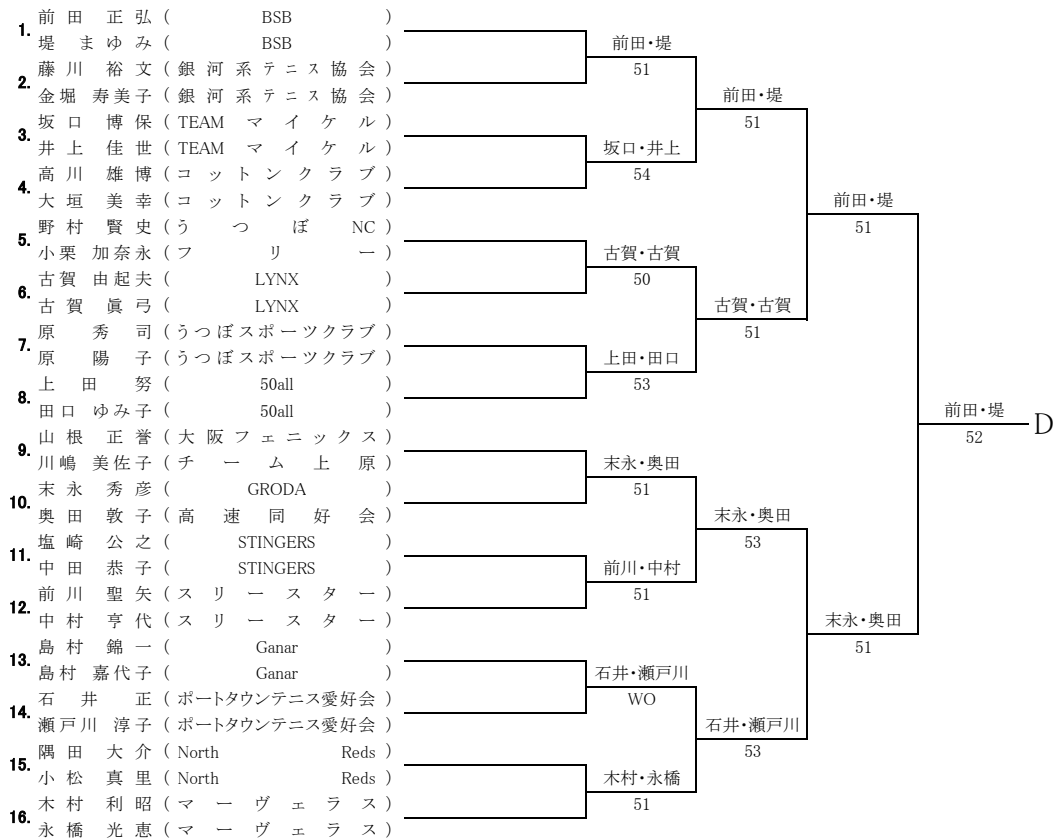 1. 前田 正弘 ( BSB )
堤 まゆみ ( BSB )
2. 藤川 裕文 (銀河系テニス協会)
金堀 寿美子 (銀河系テニス協会)
3. 坂口 博保 (TEAM マイケル)
井上 佳世 (TEAM マイケル)
4. 高川 雄博 (コットンクラブ)
大垣 美幸 (コットンクラブ)
5. 野村 賢史 (うつぼ NC)
小栗 加奈永 (フリー)
6. 古賀 由起夫 ( LYNX )
古賀 眞弓 ( LYNX )
7. 原 秀司 (うつぼスポーツクラブ)
原 陽子 (うつぼスポーツクラブ)
8. 上田 努 ( 50all )
田口 ゆみ子 ( 50all )
9. 山根 正誉 (大阪フェニックス)
川嶋 美佐子 (チーム上原)
10. 末永 秀彦 ( GRODA )
奥田 敦子 (高速同好会)
11. 塩崎 公之 ( STINGERS )
中田 恭子 ( STINGERS )
12. 前川 聖矢 (スリースター)
中村 亨代 (スリースター)
13. 島村 錦一 ( Ganar )
島村 嘉代子 ( Ganar )
14. 石井 正 (ポートタウンテニス愛好会)
瀬戸川 淳子 (ポートタウンテニス愛好会)
15. 隅田 大介 (North Reds)
小松 真里 (North Reds)
16. 木村 利昭 (マーヴェラス)
永橋 光恵 (マーヴェラス)
前田・堤
51
坂口・井上
54
古賀・古賀
50
上田・田口
53
末永・奥田
51
前川・中村
51
石井・瀬戸川
WO
木村・永橋
51
前田・堤
51
古賀・古賀
51
末永・奥田
53
石井・瀬戸川
53
前田・堤
51
末永・奥田
51
前田・堤
52
D